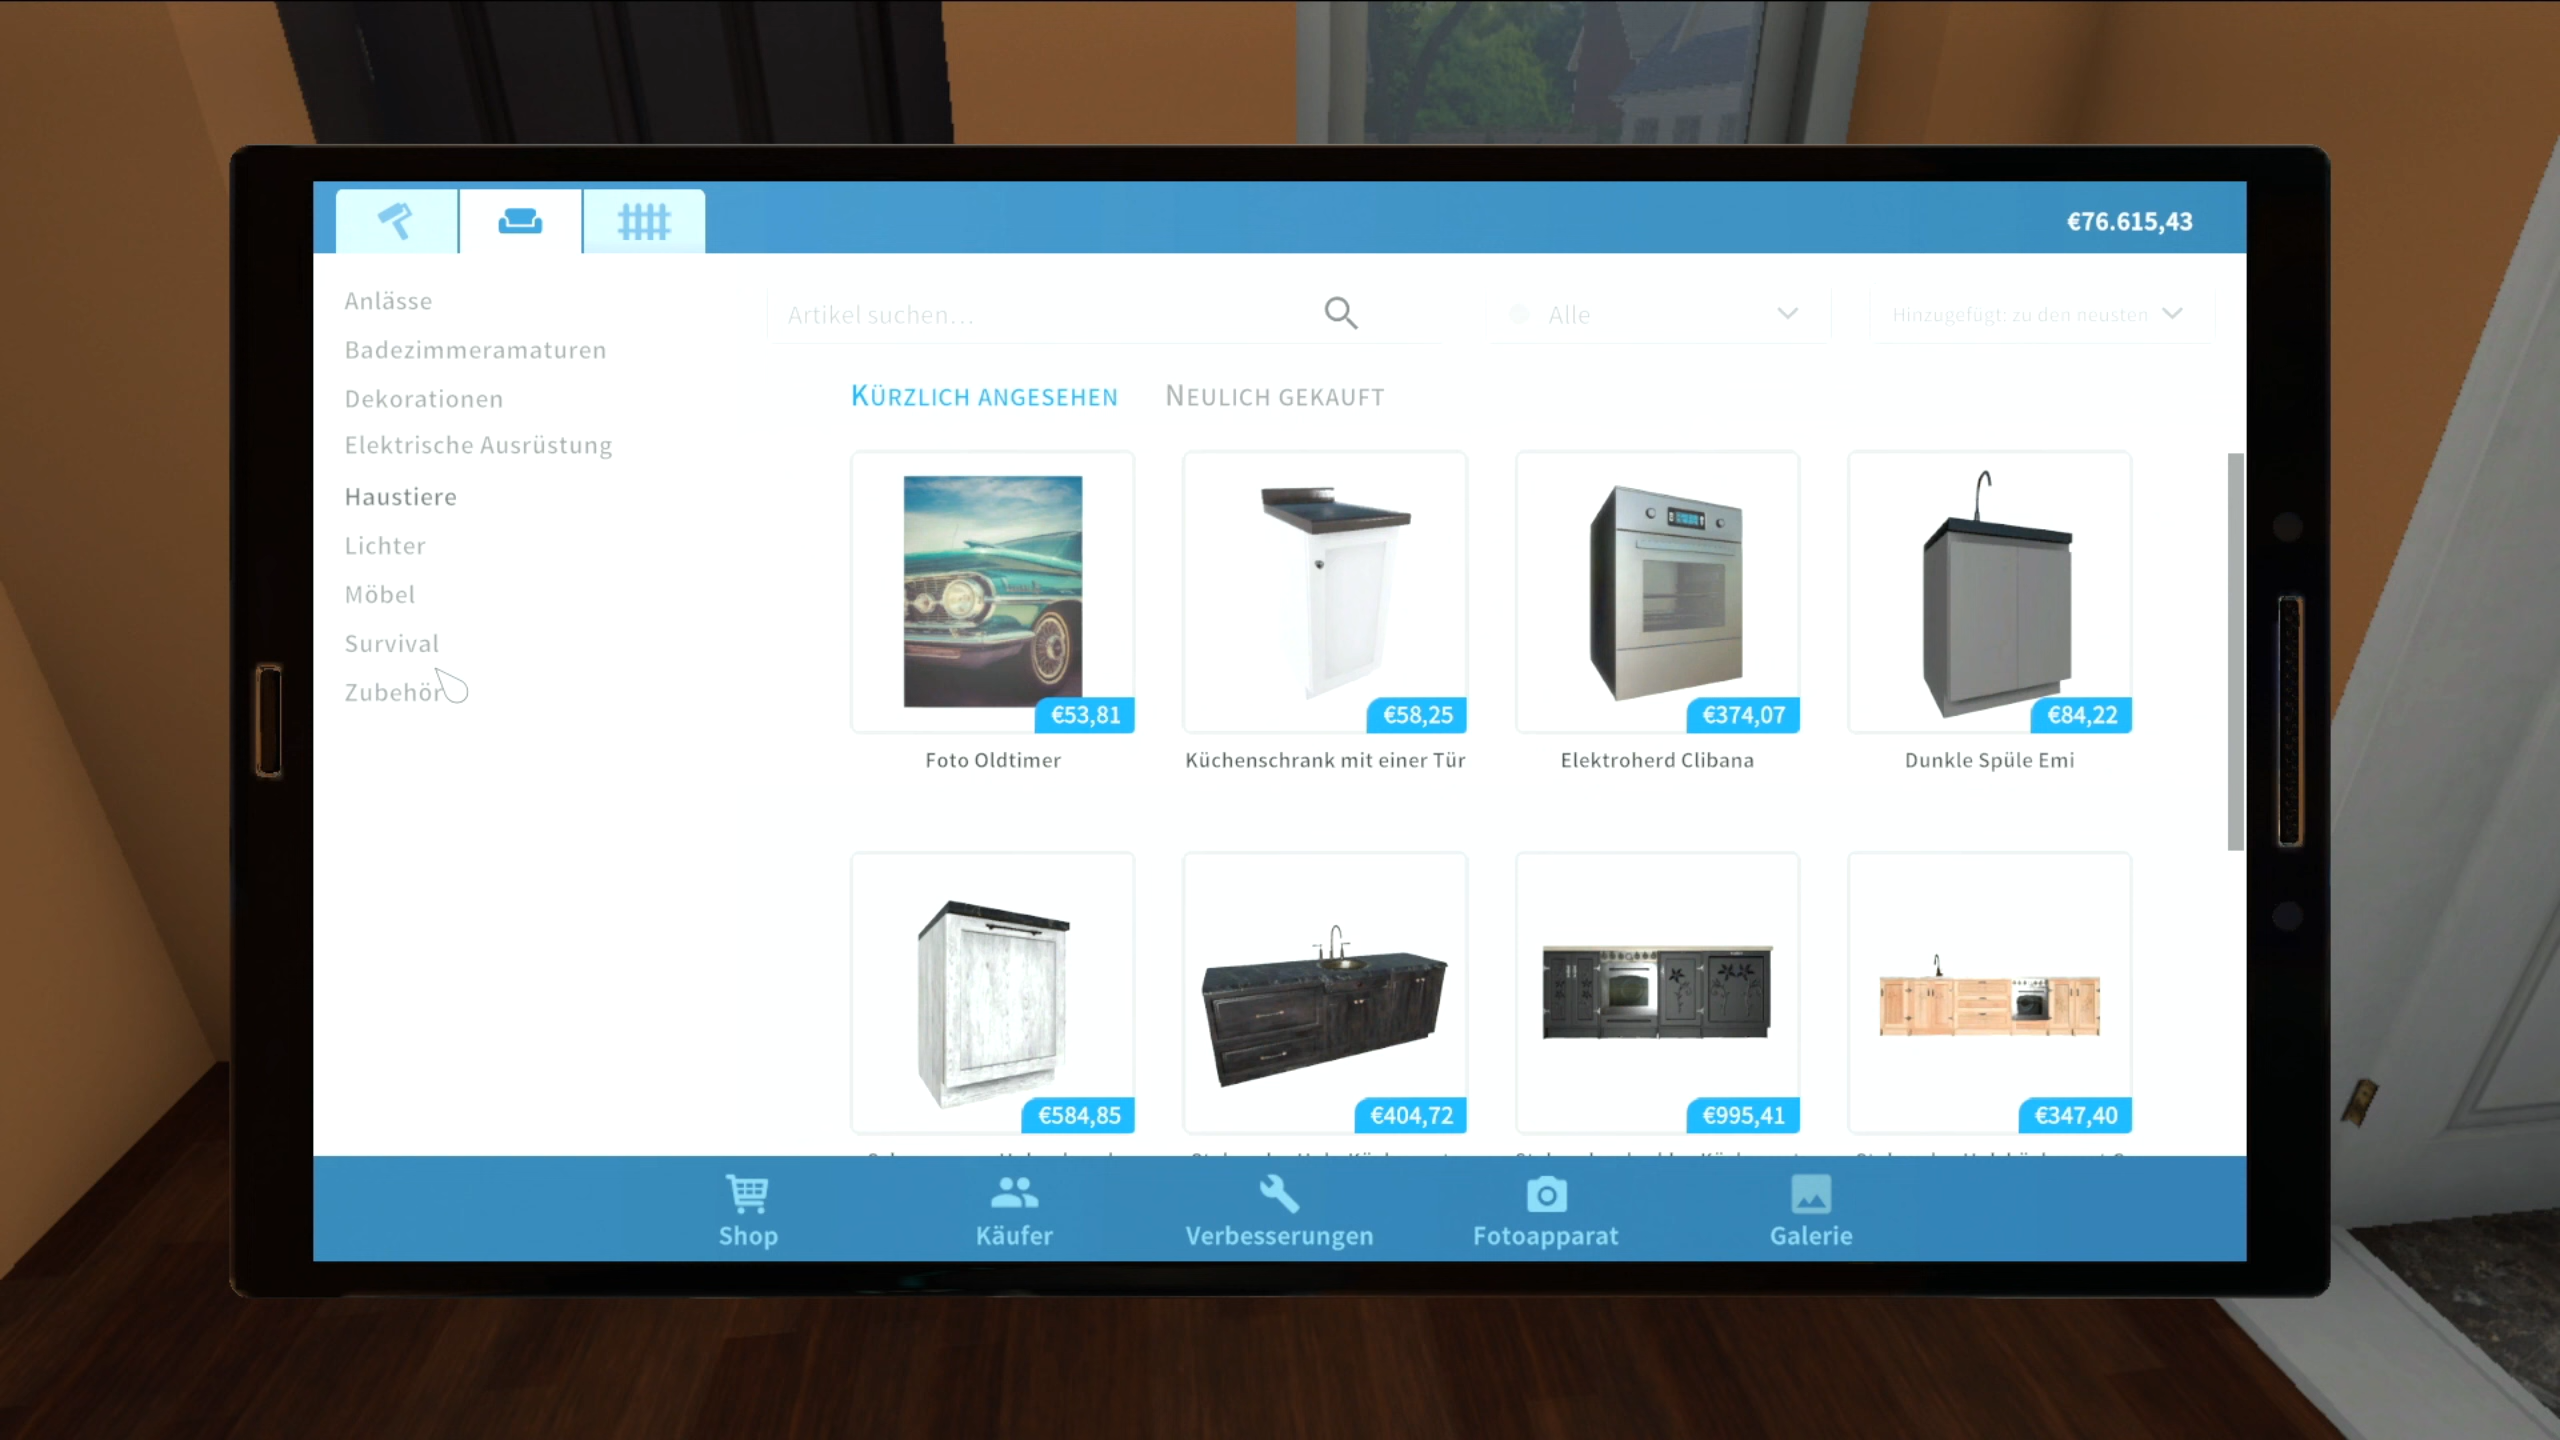 €76.615,43
Anlässe
Badezimmeramaturen
Dekorationen
Elektrische Ausrüstung
Haustiere
Lichter
Möbel
Survival
Zubehör
Artikel suchen...
Alle
Hinzugefügt: zu den neusten
KÜRZLICH ANGESEHEN
NEULICH GEKAUFT
€53,81
€58,25
€374,07
€84,22
Foto Oldtimer
Küchenschrank mit einer Tür
Elektroherd Clibana
Dunkle Spüle Emi
€584,85
€404,72
€995,41
€347,40
Shop
Käufer
Verbesserungen
Fotoapparat
Galerie